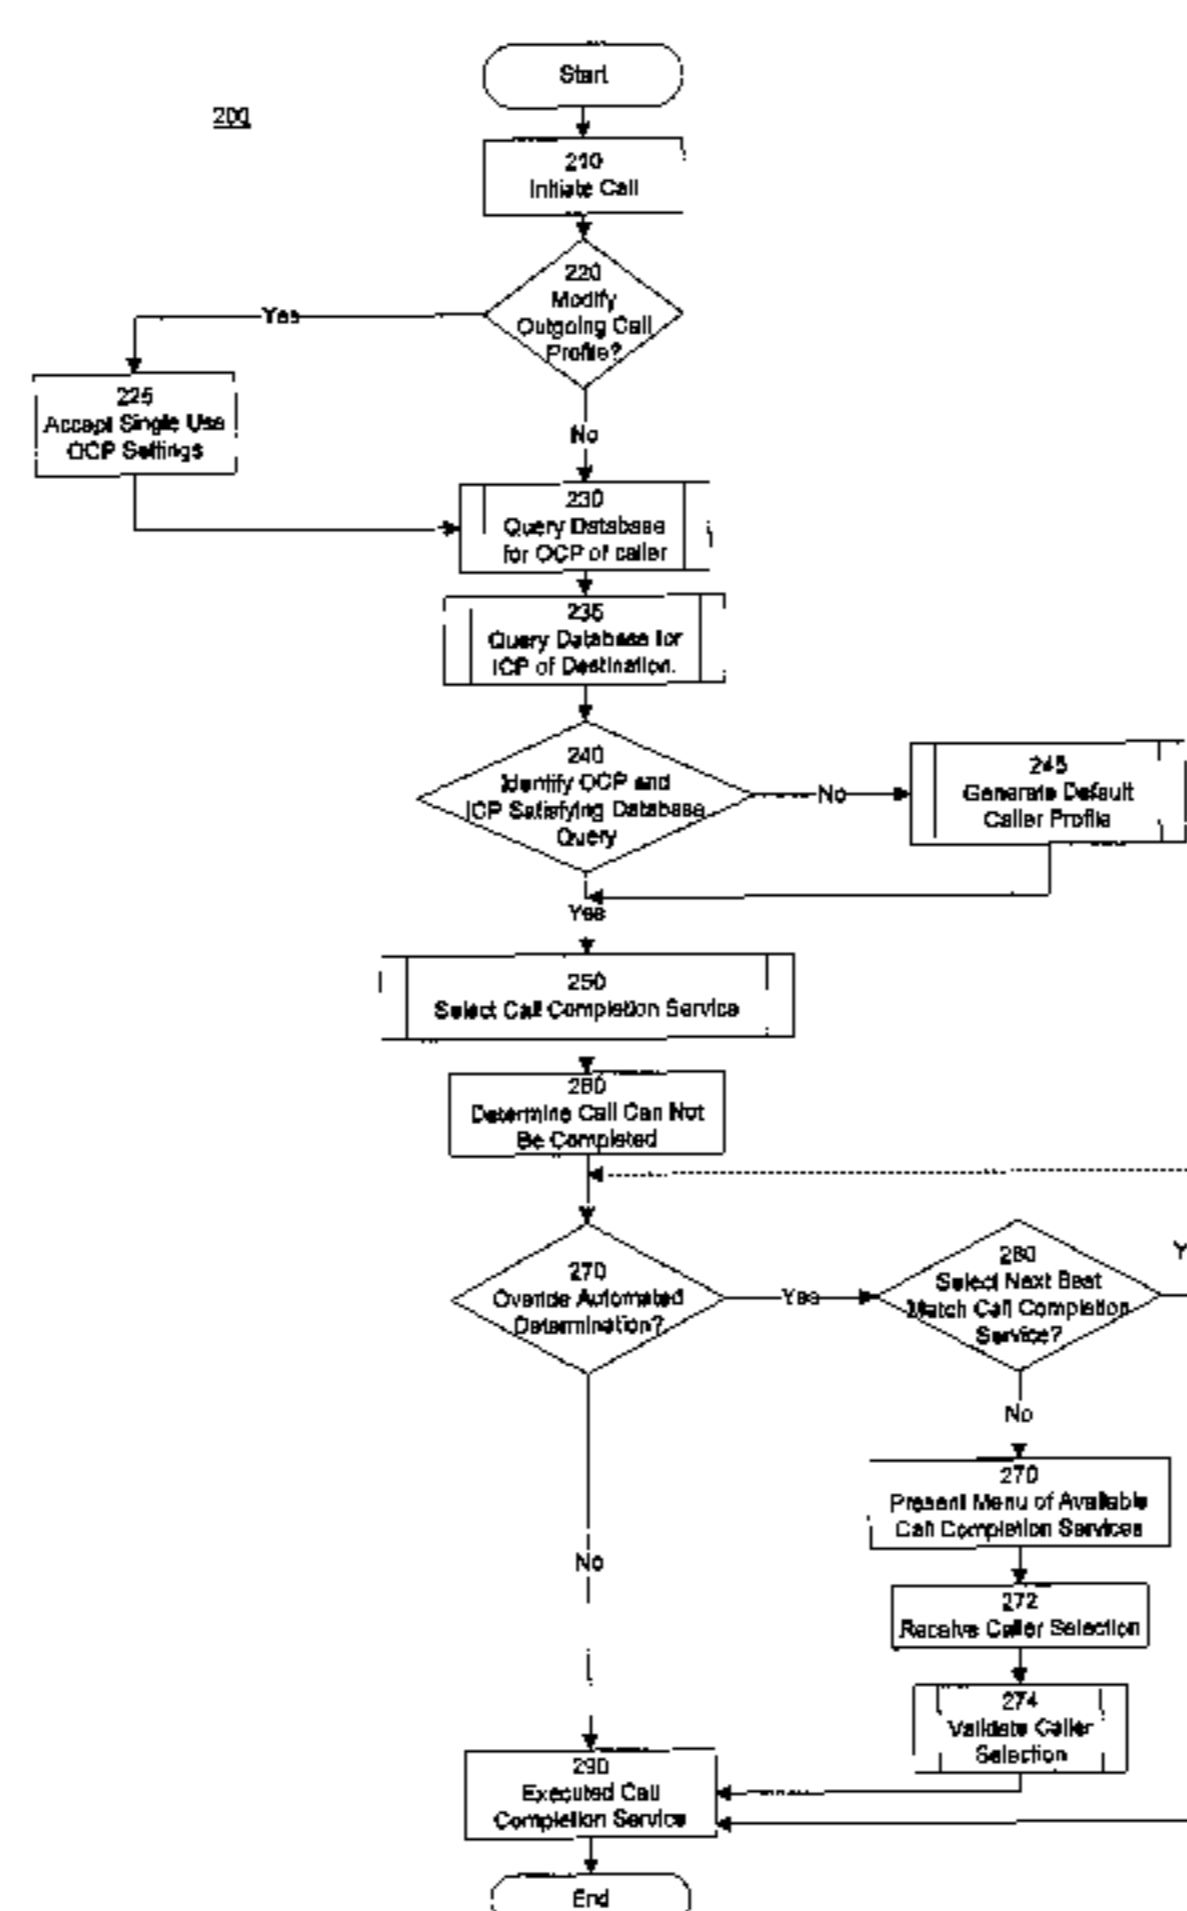 Start
200
210
Initiate Call
220
Modify
Outgoing Call
Profile?
Yes
225
Accept Single Use
OCP Settings
No
230
Query Database
for OCP of caller
235
Query Database for
ICP of Destination.
240
Identify OCP and
ICP Satisfying Database
Query
No
245
Generate Default
Caller Profile
Yes
250
Select Call Completion Service
260
Determine Call Can Not
Be Completed
270
Override Automated
Determination?
Yes
280
Select Next Best
Match Call Completion
Service?
Y
No
270
Present Menu of Available
Call Completion Services
No
272
Receive Caller Selection
274
Validate Caller
Selection
290
Executed Call
Completion Service
End